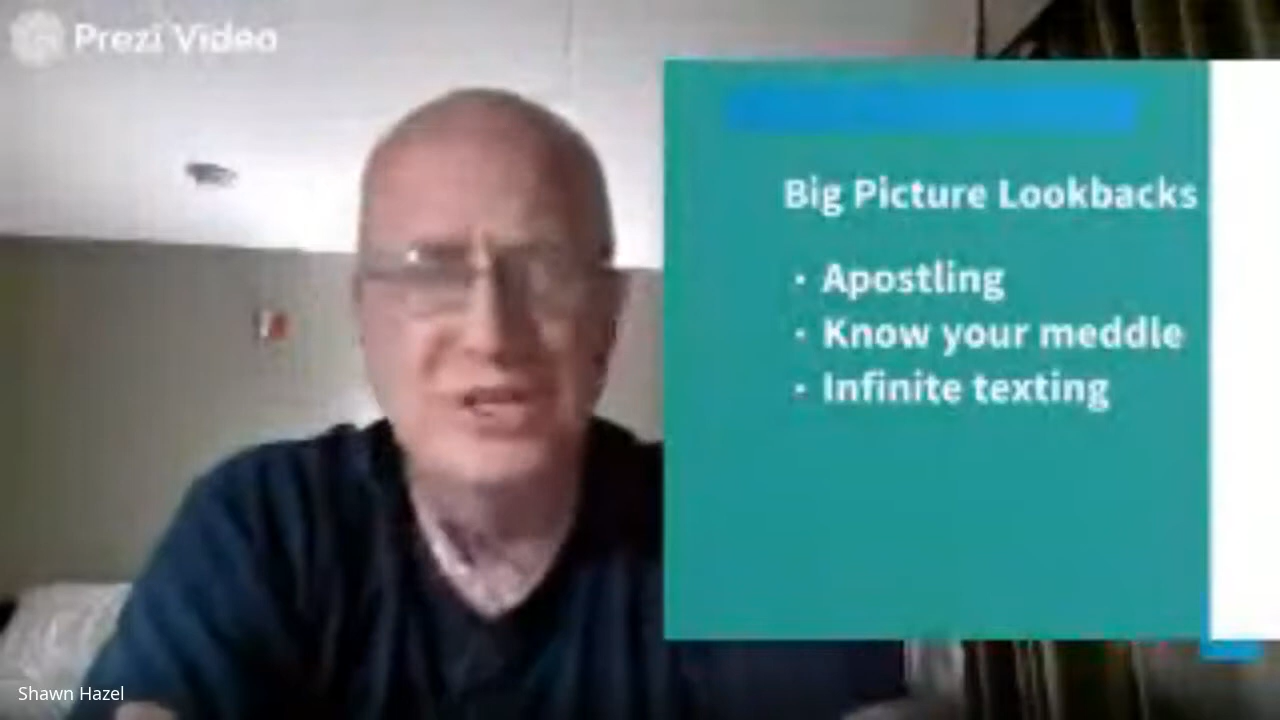 Prezi Video
Big Picture Lookbacks
· Apostling
· Know your meddle
· Infinite texting
Shawn Hazel